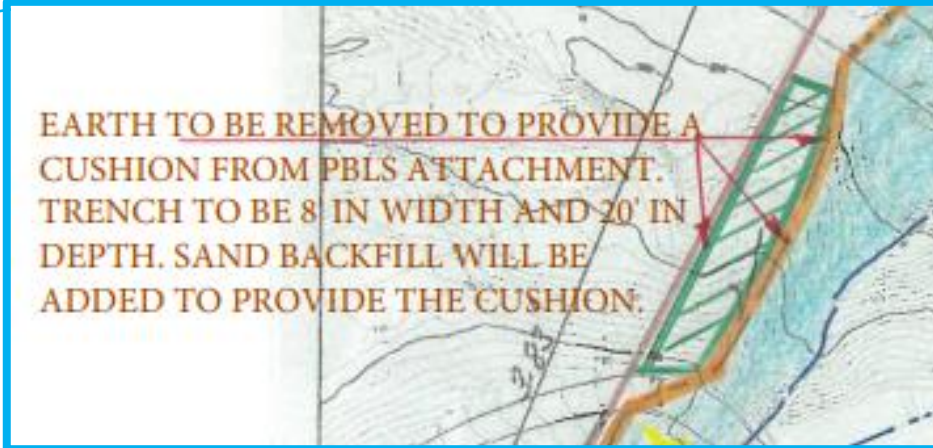 EARTH TO BE REMOVED TO PROVIDE A
CUSHION FROM PBLS ATTACHMENT.
TRENCH TO BE 8' IN WIDTH AND 20' IN
DEPTH. SAND BACKFILL WILL BE
ADDED TO PROVIDE THE CUSHION.